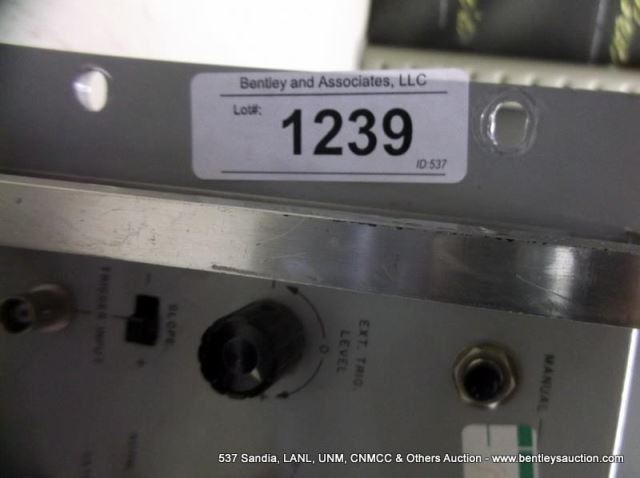 Bentley and Associates, LLC
Lot#:
1239
ID:537
TRIGGER INPUT
-
SLOPE
+
-
0
+
EXT. TRIG.
LEVEL
MANUAL
537 Sandia, LANL, UNM, CNMCC & Others Auction - www.bentleysauction.com